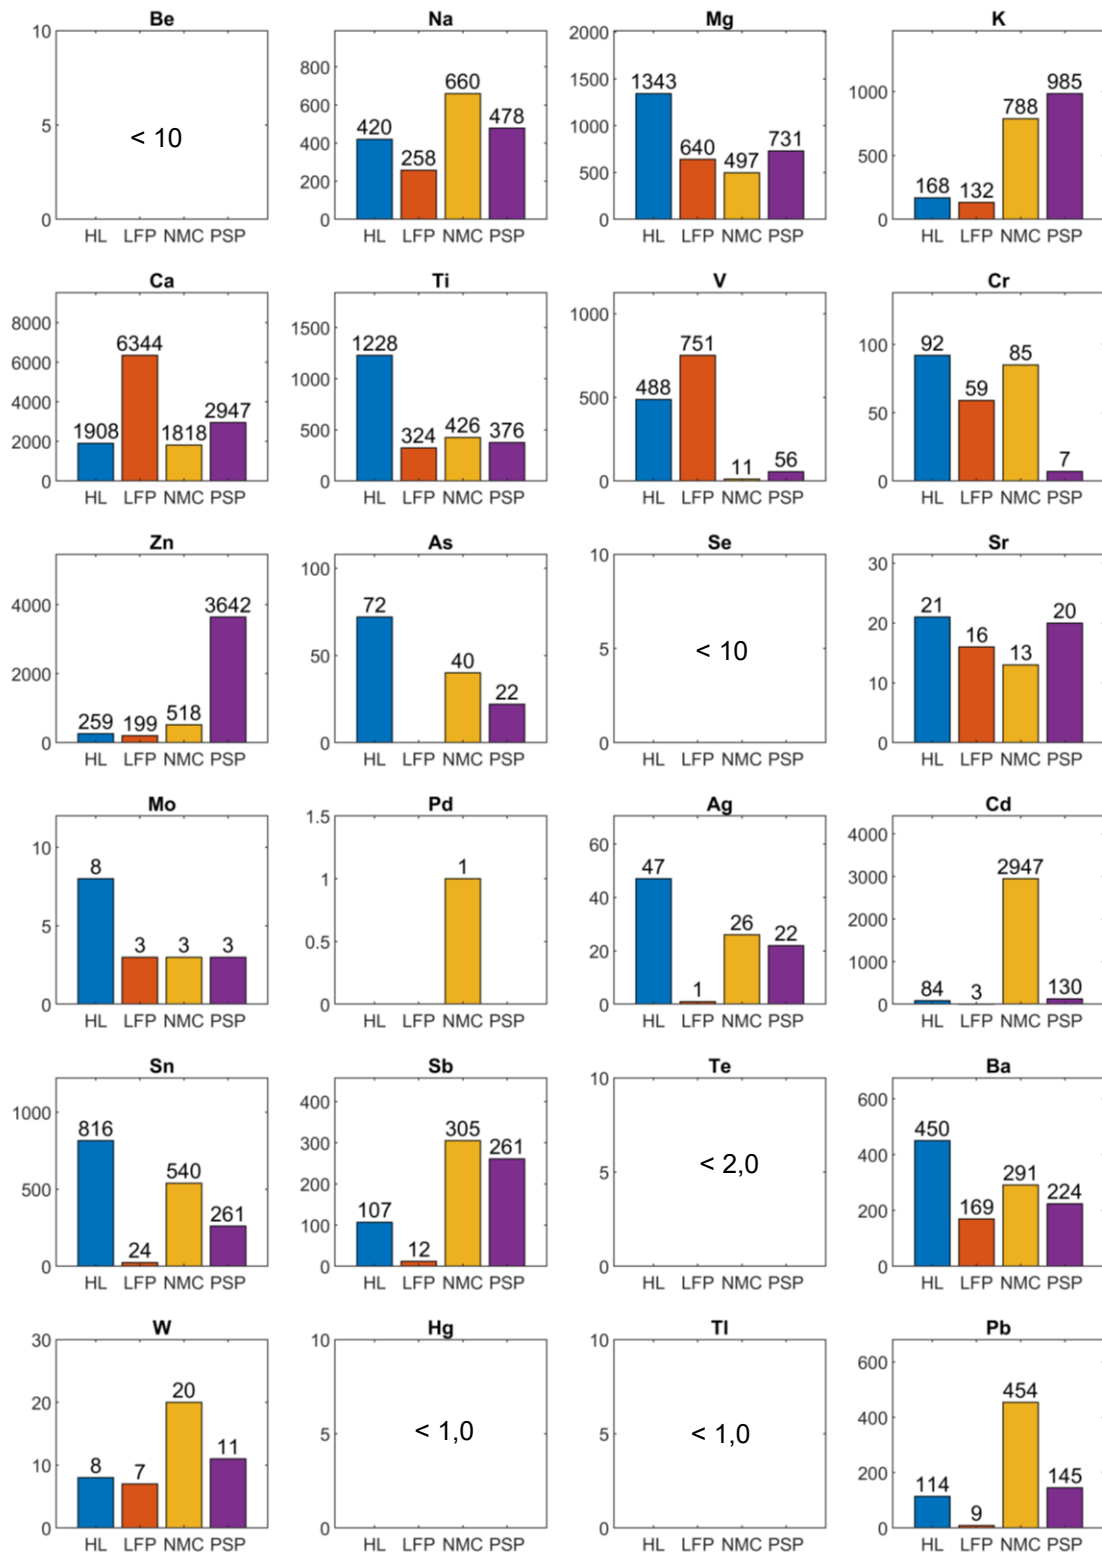 Be
10
5
0
< 10
HL LFP NMC PSP
Na
800
600
400
200
0
420 258 660 478
HL LFP NMC PSP
Mg
2000
1500
1000
500
0
1343 640 497 731
HL LFP NMC PSP
K
1000
500
0
168 132 788 985
HL LFP NMC PSP
Ca
8000
6000
4000
2000
0
1908 6344 1818 2947
HL LFP NMC PSP
Ti
1500
1000
500
0
1228 324 426 376
HL LFP NMC PSP
V
1000
500
0
488 751 11 56
HL LFP NMC PSP
Cr
100
50
0
92 59 85 7
HL LFP NMC PSP
Zn
4000
2000
0
259 199 518 3642
HL LFP NMC PSP
As
100
50
0
72 40 22
HL LFP NMC PSP
Se
10
5
0
< 10
HL LFP NMC PSP
Sr
30
20
10
0
21 16 13 20
HL LFP NMC PSP
Mo
10
5
0
8 3 3 3
HL LFP NMC PSP
Pd
1.5
1
0.5
0
1
HL LFP NMC PSP
Ag
60
40
20
0
47 1 26 22
HL LFP NMC PSP
Cd
4000
3000
2000
1000
0
84 3 2947 130
HL LFP NMC PSP
Sn
1000
500
0
816 24 540 261
HL LFP NMC PSP
Sb
400
300
200
100
0
107 12 305 261
HL LFP NMC PSP
Te
10
5
0
< 2,0
HL LFP NMC PSP
Ba
600
400
200
0
450 169 291 224
HL LFP NMC PSP
W
30
20
10
0
8 7 20 11
HL LFP NMC PSP
Hg
10
5
0
< 1,0
HL LFP NMC PSP
Tl
10
5
0
< 1,0
HL LFP NMC PSP
Pb
600
400
200
0
114 9 454 145
HL LFP NMC PSP